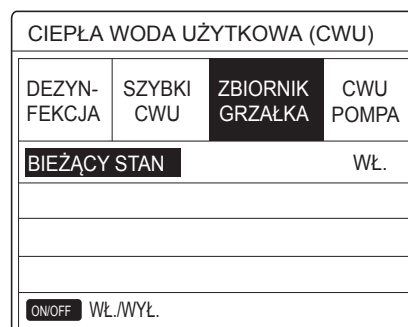 CIEPŁA WODA UŻYTKOWA (CWU)
DEZYN-
FEKCJA
SZYBKI
CWU
ZBIORNIK
GRZAŁKA
CWU
POMPA
BIEŻĄCY STAN WŁ.
ON/OFF WŁ./WYŁ.